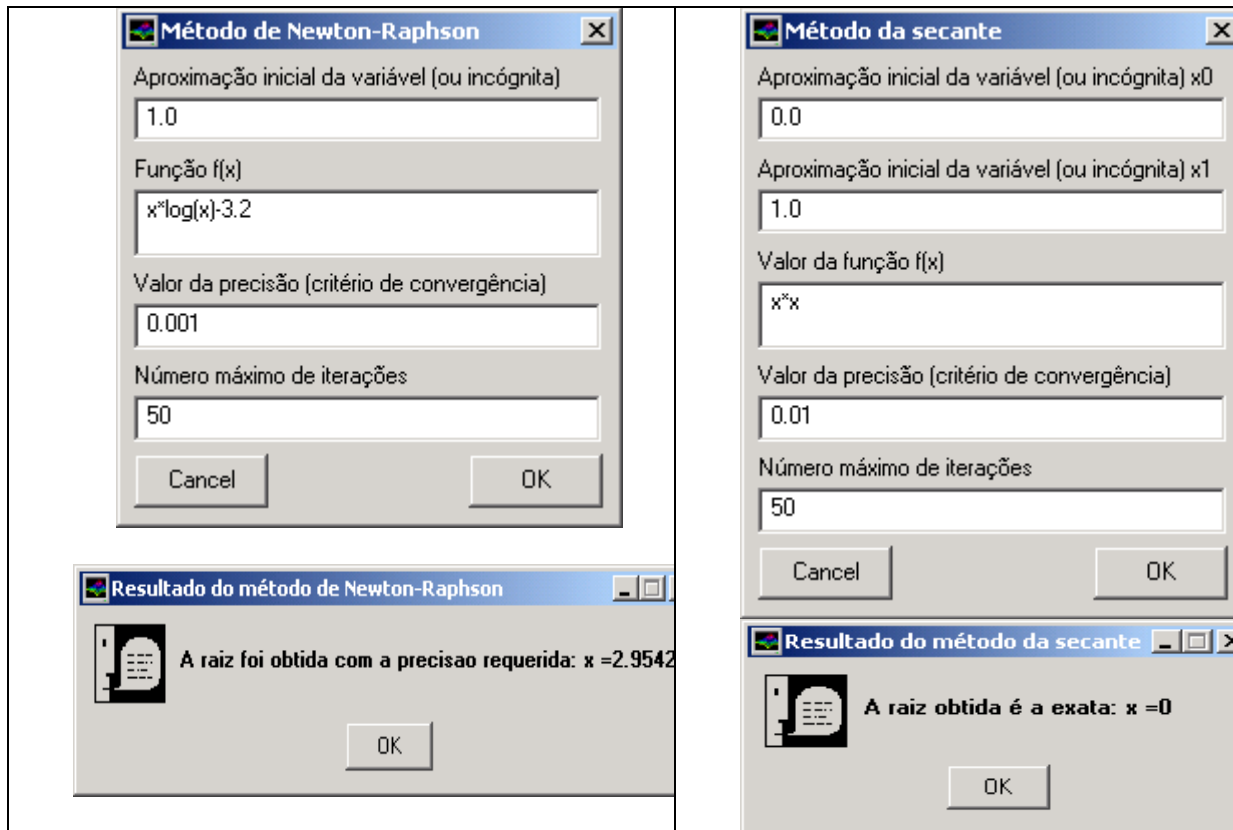 Método de Newton-Raphson
Aproximação inicial da variável (ou incógnita)
1.0
Função f(x)
x*log(x)-3.2
Valor da precisão (critério de convergência)
0.001
Número máximo de iterações
50
Cancel
OK
Resultado do método de Newton-Raphson
A raiz foi obtida com a precisao requerida: x =2.9542
OK
Método da secante
Aproximação inicial da variável (ou incógnita) x0
0.0
Aproximação inicial da variável (ou incógnita) x1
1.0
Valor da função f(x)
x*x
Valor da precisão (critério de convergência)
0.01
Número máximo de iterações
50
Cancel
OK
Resultado do método da secante
A raiz obtida é a exata: x =0
OK